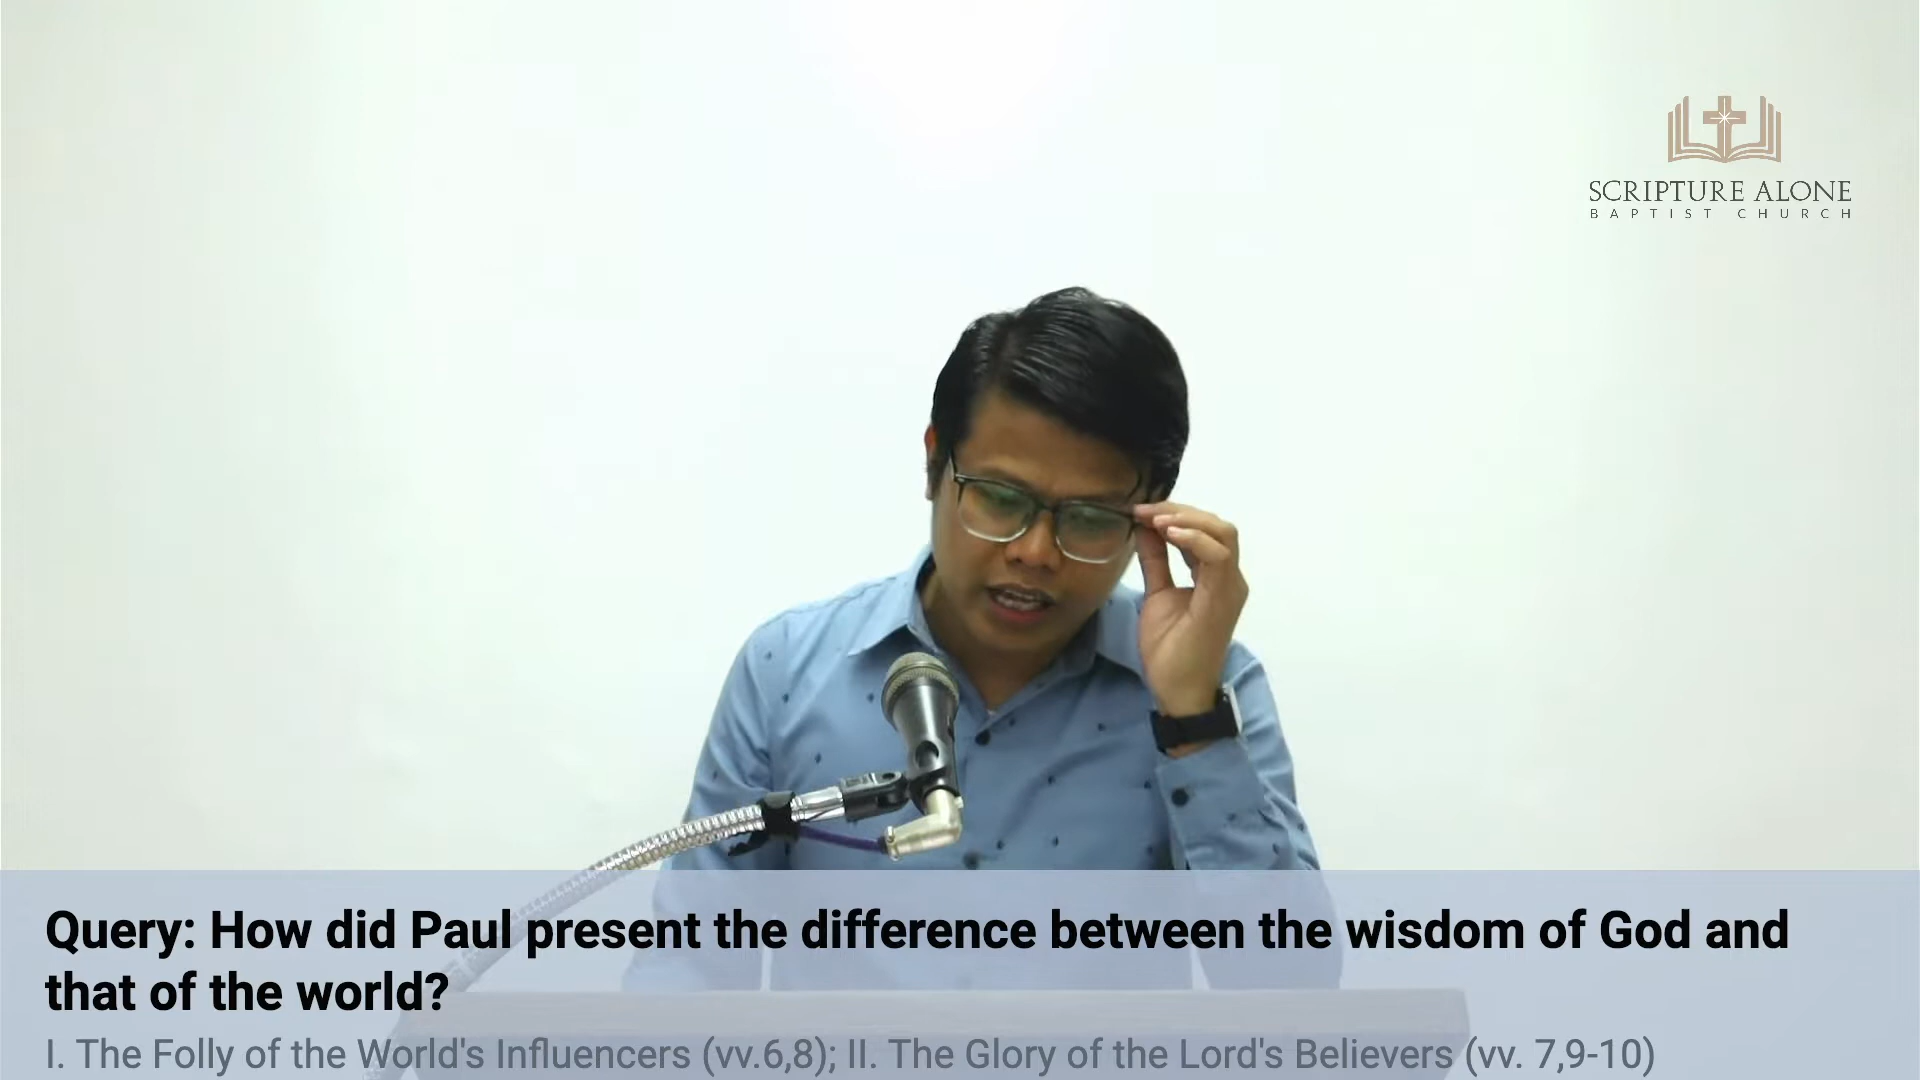 SCRIPTURE ALONE
BAPTIST CHURCH
Query: How did Paul present the difference between the wisdom of God and
that of the world?
I. The Folly of the World's Influencers (vv.6,8); II. The Glory of the Lord's Believers (vv. 7,9-10)